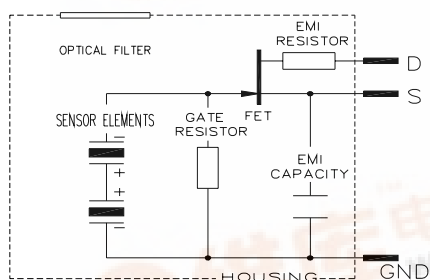 EMI
RESISTOR
OPTICAL FILTER
D
S
SENSOR ELEMENTS
GATE
RESISTOR
FET
EMI
CAPACITY
HOUSING
GND